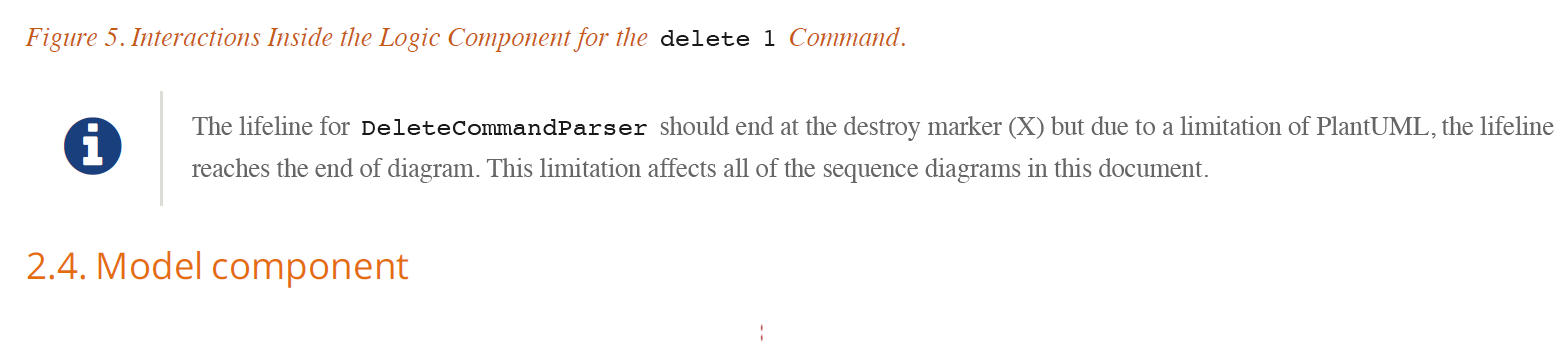 Figure 5. Interactions Inside the Logic Component for the delete 1 Command.
The lifeline for DeleteCommandParser should end at the destroy marker (X) but due to a limitation of PlantUML, the lifeline
reaches the end of diagram. This limitation affects all of the sequence diagrams in this document.
2.4. Model component